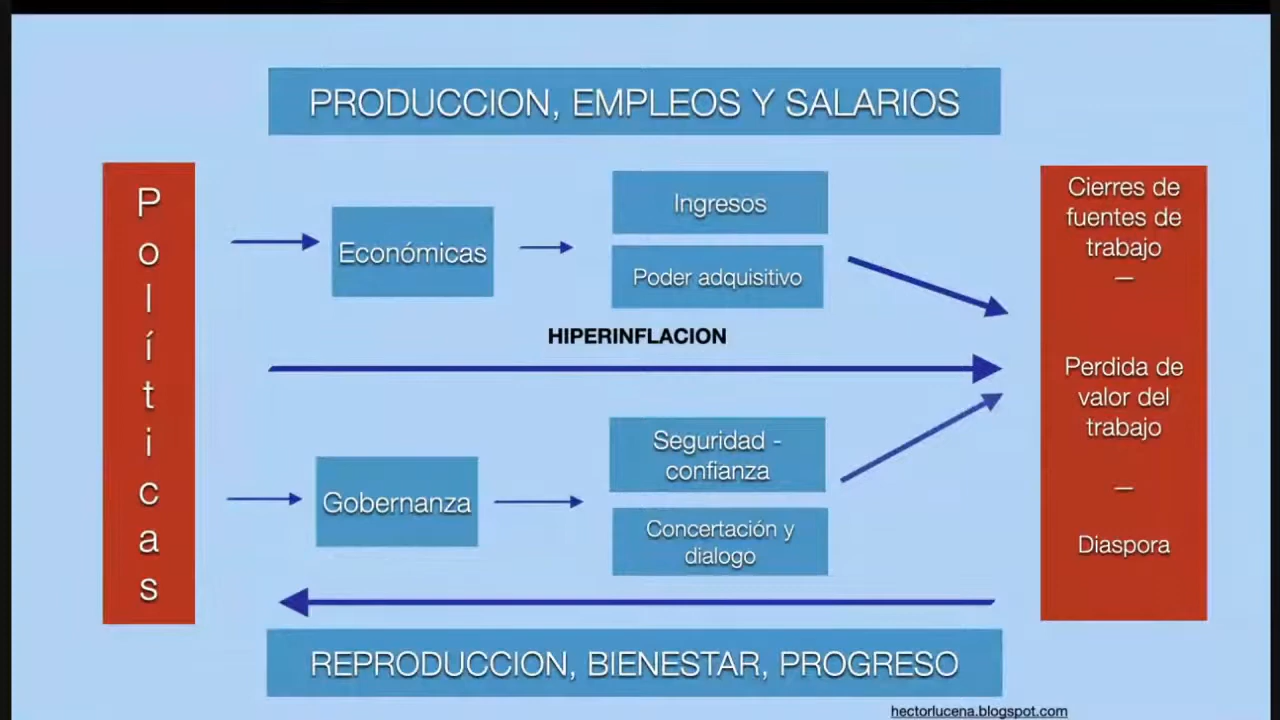 PRODUCCION, EMPLEOS Y SALARIOS
Políticas
Económicas
Ingresos
Poder adquisitivo
HIPERINFLACION
Gobernanza
Seguridad -
confianza
Concertación y
dialogo
Cierres de
fuentes de
trabajo
—
Perdida de
valor del
trabajo
—
Diaspora
REPRODUCCION, BIENESTAR, PROGRESO
hectorlucena.blogspot.com